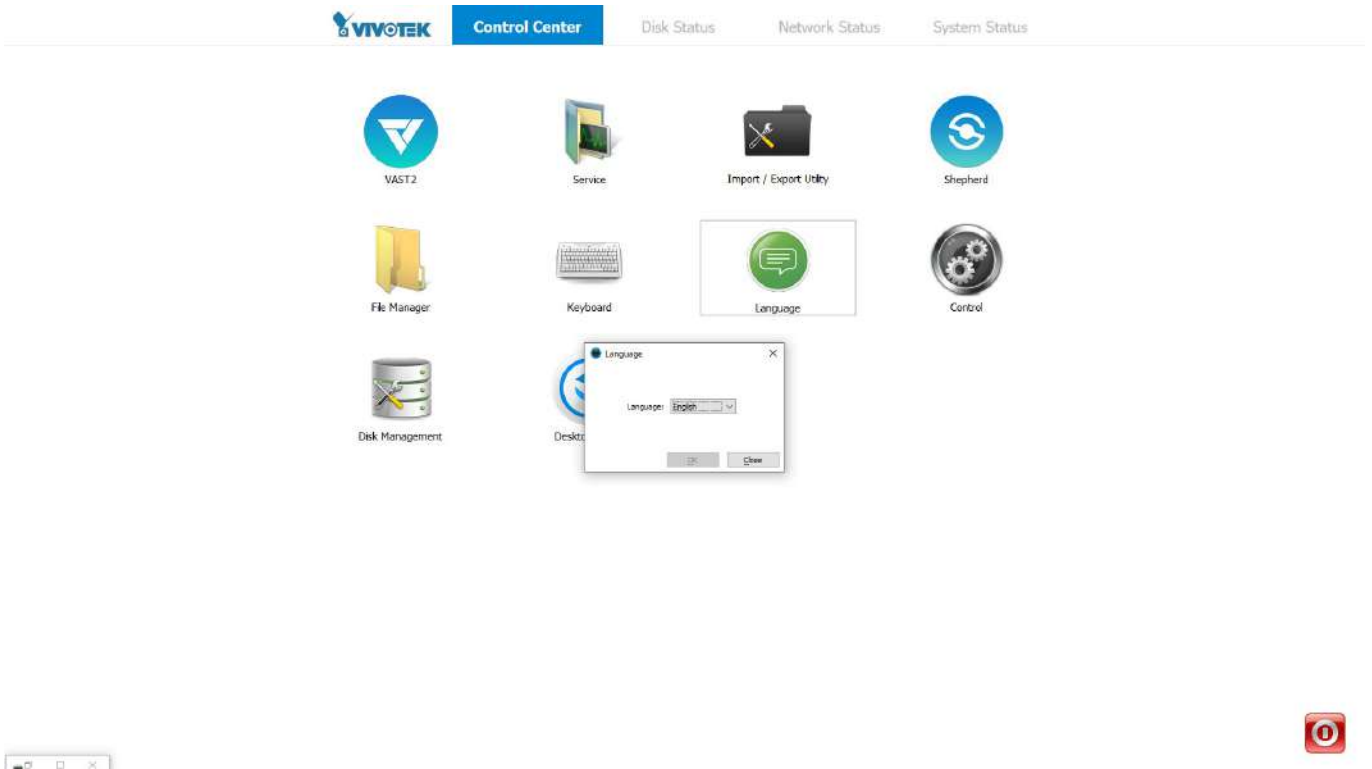 VIVOTEK Control Center Disk Status Network Status System Status
VAST2 Service Import / Export Utility Shepherd
File Manager Keyboard Language Control
Language
Language: English
Disk Management Deskto
OK Close